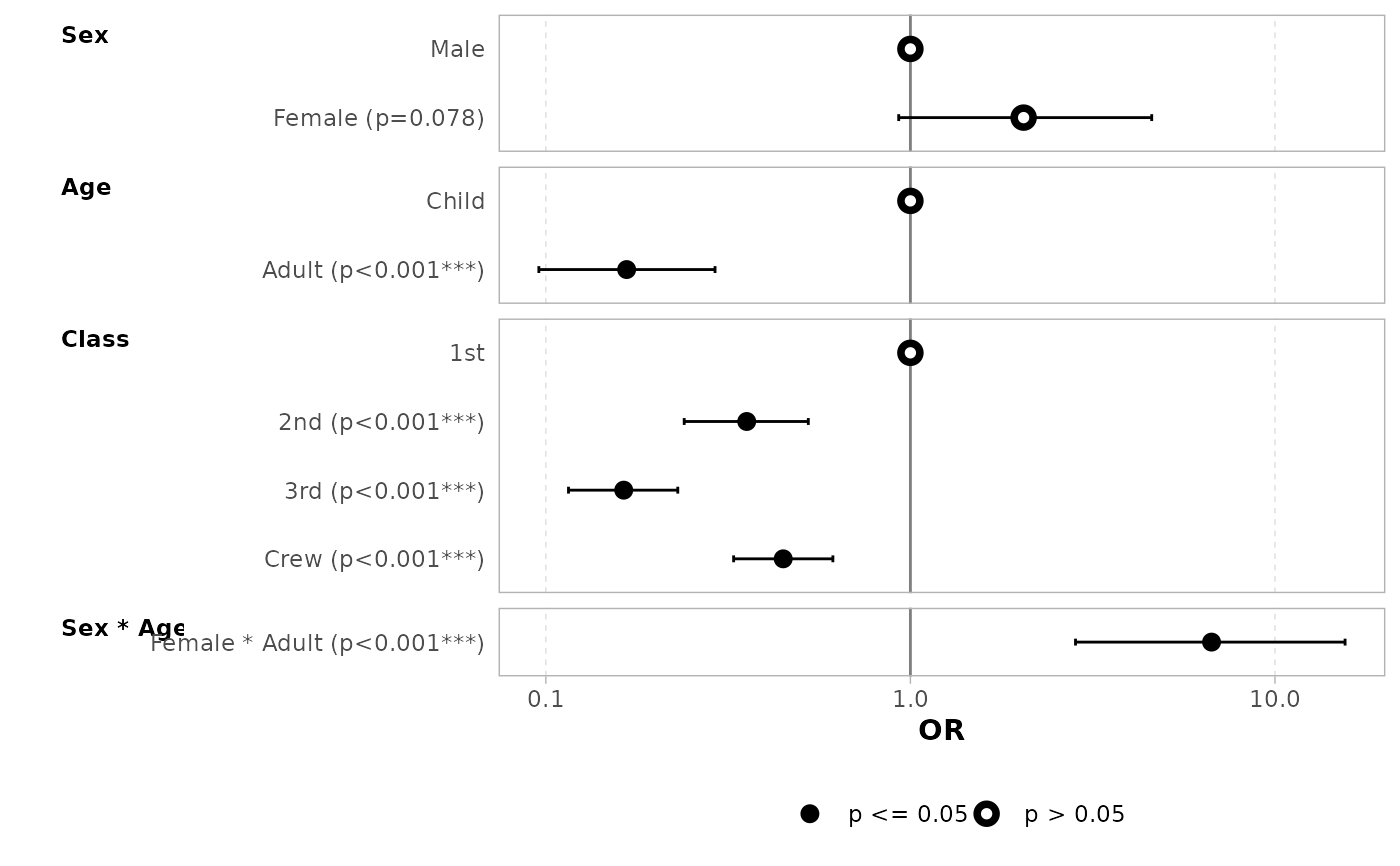 Sex
Male
Female (p=0.078)
Age
Child
Adult (p<0.001***)
Class
1st
2nd (p<0.001***)
3rd (p<0.001***)
Crew (p<0.001***)
Sex * Age
Female * Adult (p<0.001***)
0.1 1.0 10.0
OR
p <= 0.05 p > 0.05